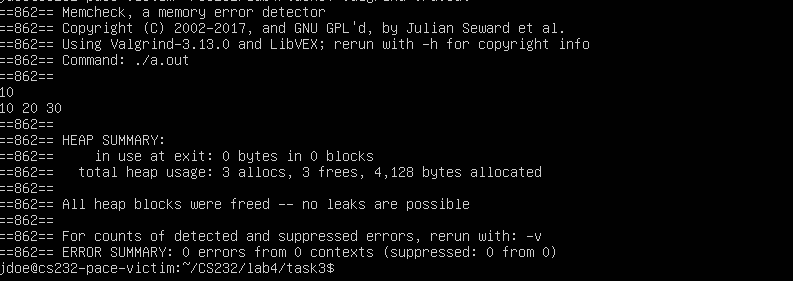 ==862== Memcheck, a memory error detector
==862== Copyright (C) 2002-2017, and GNU GPL'd, by Julian Seward et al.
==862== Using Valgrind-3.13.0 and LibVEX; rerun with -h for copyright info
==862== Command: ./a.out
==862==
10
10 20 30
==862==
==862== HEAP SUMMARY:
==862==     in use at exit: 0 bytes in 0 blocks
==862==   total heap usage: 3 allocs, 3 frees, 4,128 bytes allocated
==862==
==862== All heap blocks were freed -- no leaks are possible
==862==
==862== For counts of detected and suppressed errors, rerun with: -v
==862== ERROR SUMMARY: 0 errors from 0 contexts (suppressed: 0 from 0)
jdoe@cs232-pace-victim:~/CS232/lab4/task3$